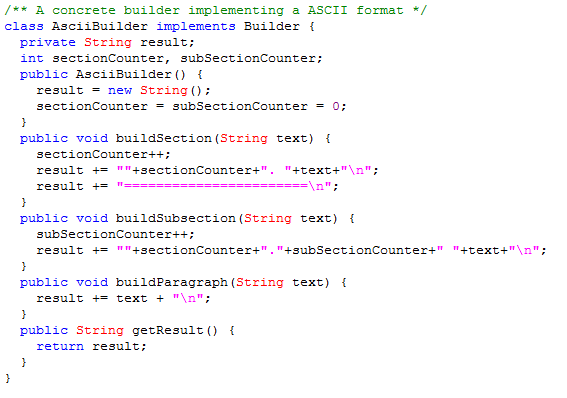 /** A concrete builder implementing a ASCII format */
class AsciiBuilder implements Builder {
  private String result;
  int sectionCounter, subSectionCounter;
  public AsciiBuilder() {
    result = new String();
    sectionCounter = subSectionCounter = 0;
  }
  public void buildSection(String text) {
    sectionCounter++;
    result += ""+sectionCounter+". "+text+"\n";
    result += "=======================\n";
  }
  public void buildSubsection(String text) {
    subSectionCounter++;
    result += ""+sectionCounter+"."+subSectionCounter+" "+text+"\n";
  }
  public void buildParagraph(String text) {
    result += text + "\n";
  }
  public String getResult() {
    return result;
  }
}